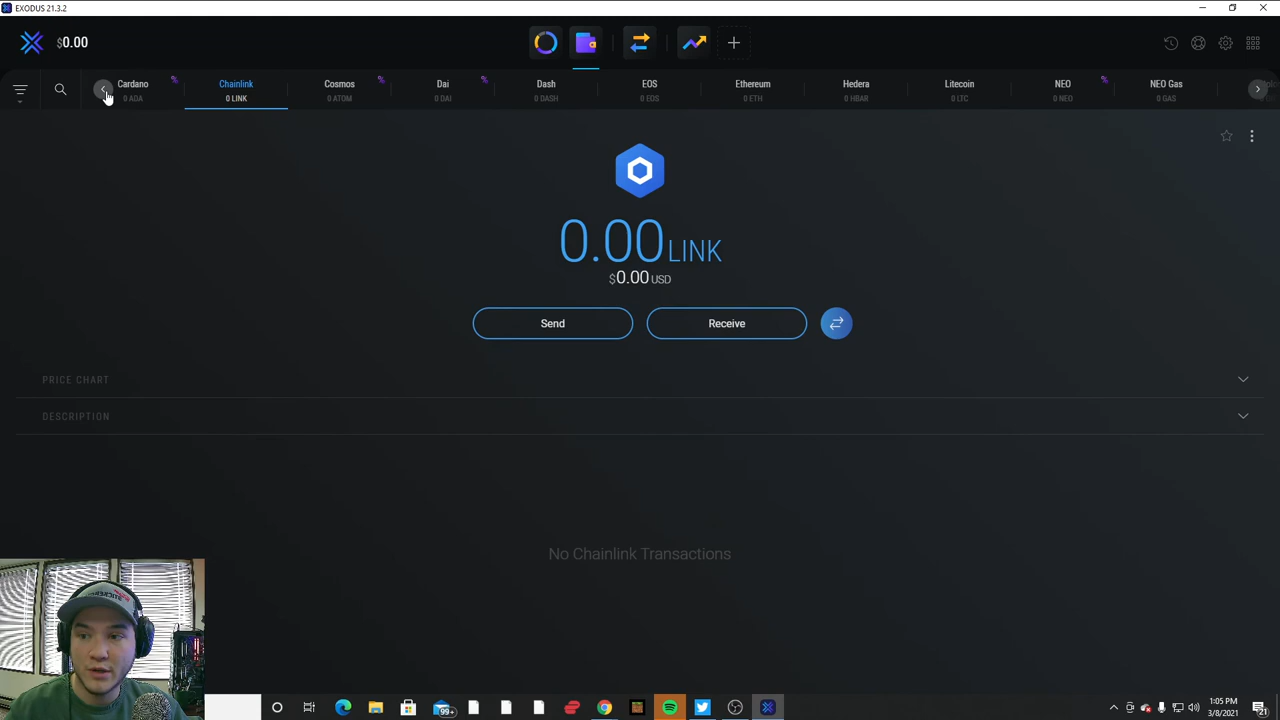 EXODUS 21.3.2
$0.00
Cardano
0 ADA
Chainlink
0 LINK
Cosmos
0 ATOM
Dai
0 DAI
Dash
0 DASH
EOS
0 EOS
Ethereum
0 ETH
Hedera
0 HBAR
Litecoin
0 LTC
NEO
0 NEO
NEO Gas
0 GAS
0.00 LINK
$0.00 USD
Send
Receive
PRICE CHART
DESCRIPTION
No Chainlink Transactions
99+
1:05 PM
3/8/2021
21